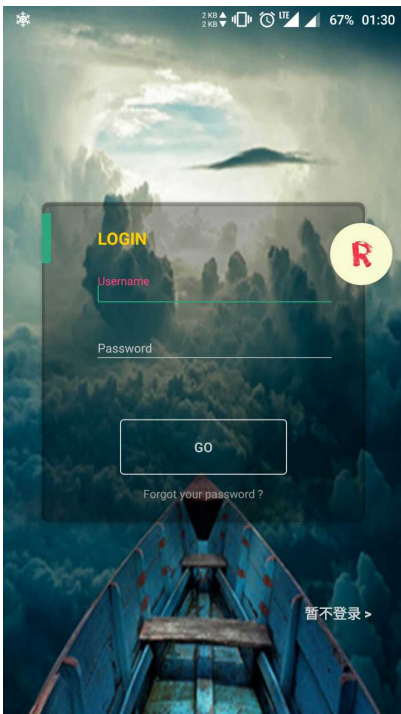 2 KB
2 KB
LTE
67% 01:30
LOGIN
R
Username
Password
GO
Forgot your password ?
暂不登录 >